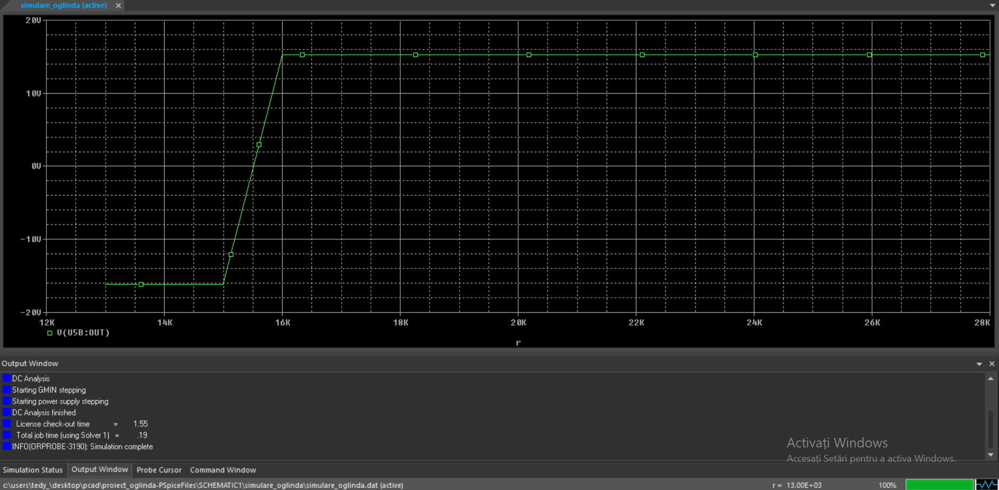 simulare_oglinda (active)
20V
10V
0V
-10V
-20V
12K 14K 16K 18K 20K 22K 24K 26K 28K
V(U5B:OUT)
r
Output Window
DC Analysis
Starting GMIN stepping
Starting power supply stepping
DC Analysis finished
License check-out time = 1.55
Total job time (using Solver 1) = .19
INFO(ORPROBE-3190): Simulation complete
Activați Windows
Accesați Setări pentru a activa Windows.
Simulation Status Output Window Probe Cursor Command Window
c:\users\tedy_\desktop\pcad\proiect_oglinda-PSpiceFiles\SCHEMATIC1\simulare_oglinda\simulare_oglinda.dat (active) r = 13.00E+03 100%